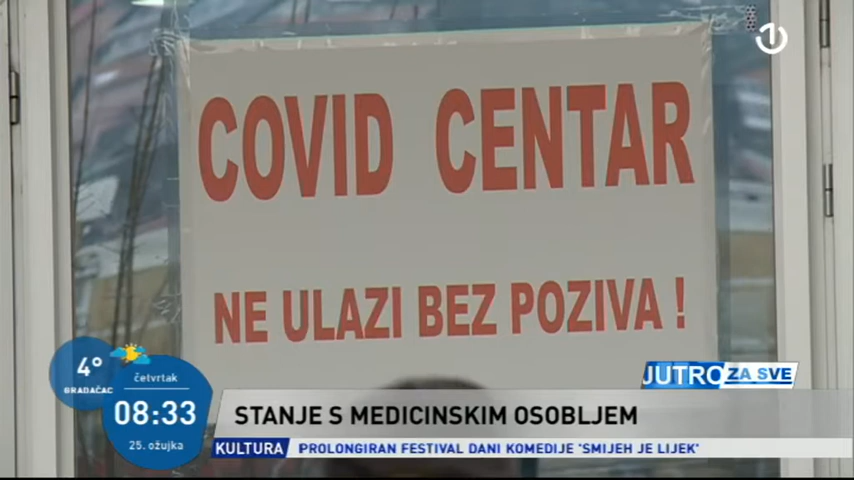 1
COVID CENTAR
NE ULAZI BEZ POZIVA !
4°
GRADAČAC
četvrtak
08:33
25. ožujka
JUTRO ZA SVE
STANJE S MEDICINSKIM OSOBLJEM
KULTURA PROLONGIRAN FESTIVAL DANI KOMEDIJE 'SMIJEH JE LIJEK'